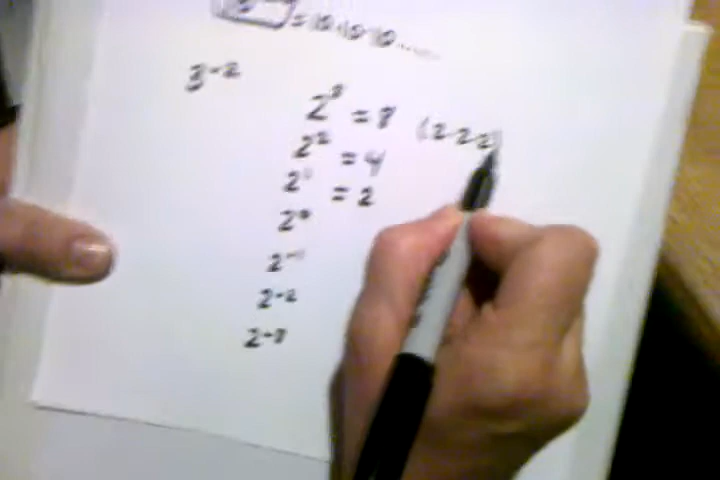 = 10·10·10.....
3⁻²
2³ = 8 (2·2·2)
2² = 4
2¹ = 2
2⁰
2⁻¹
2⁻²
2⁻³